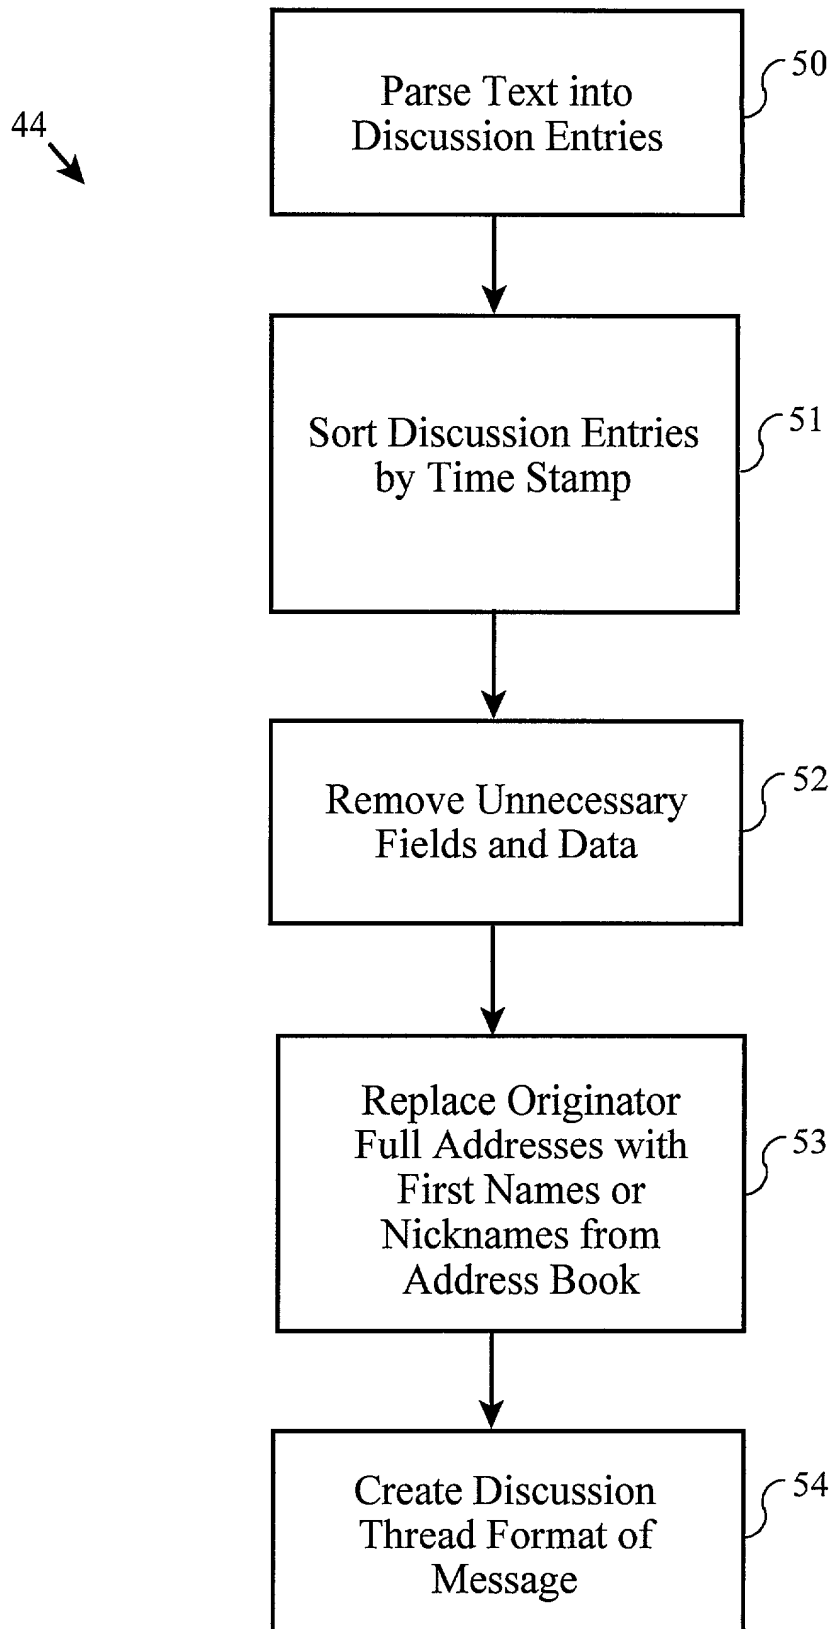 50
Parse Text into
Discussion Entries
44
51
Sort Discussion Entries
by Time Stamp
52
Remove Unnecessary
Fields and Data
Replace Originator
Full Addresses with
53
First Names or
Nicknames from
Address Book
54
Create Discussion
Thread Format of
Message